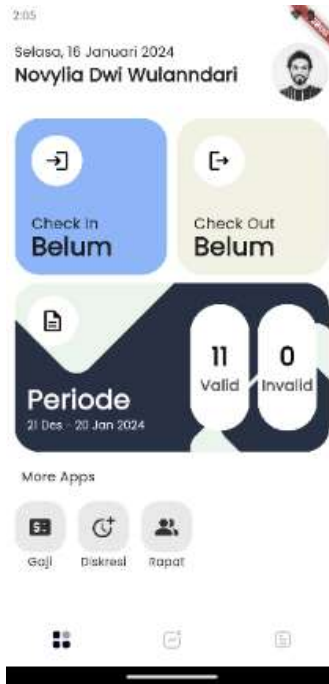 2:05
Selasa, 16 Januari 2024
Novylia Dwi Wulanndari
Check In
Belum
Check Out
Belum
11
Valid
0
Invalid
Periode
21 Des - 20 Jan 2024
More Apps
Gaji
Diskresi
Rapat